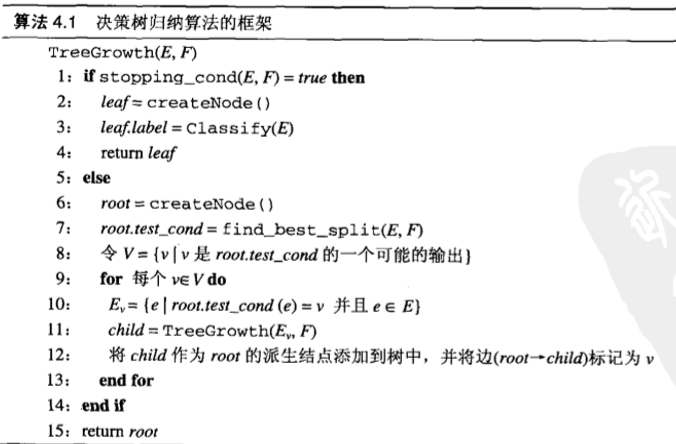 算法 4.1 决策树归纳算法的框架
TreeGrowth(E, F)
1: if stopping_cond(E, F) = true then
2: leaf = createNode()
3: leaf.label = Classify(E)
4: return leaf
5: else
6: root = createNode()
7: root.test_cond = find_best_split(E, F)
8: 令 V = {v | v 是 root.test_cond 的一个可能的输出}
9: for 每个 v∈V do
10: Eᵥ = {e | root.test_cond (e) = v 并且 e ∈ E}
11: child = TreeGrowth(Eᵥ, F)
12: 将 child 作为 root 的派生结点添加到树中，并将边(root→child)标记为 v
13: end for
14: end if
15: return root